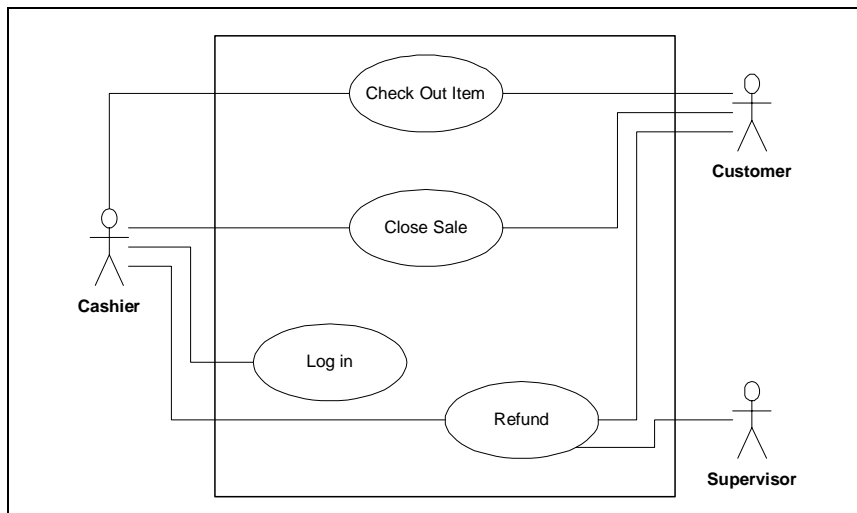 Check Out Item
Customer
Close Sale
Cashier
Log in
Refund
Supervisor